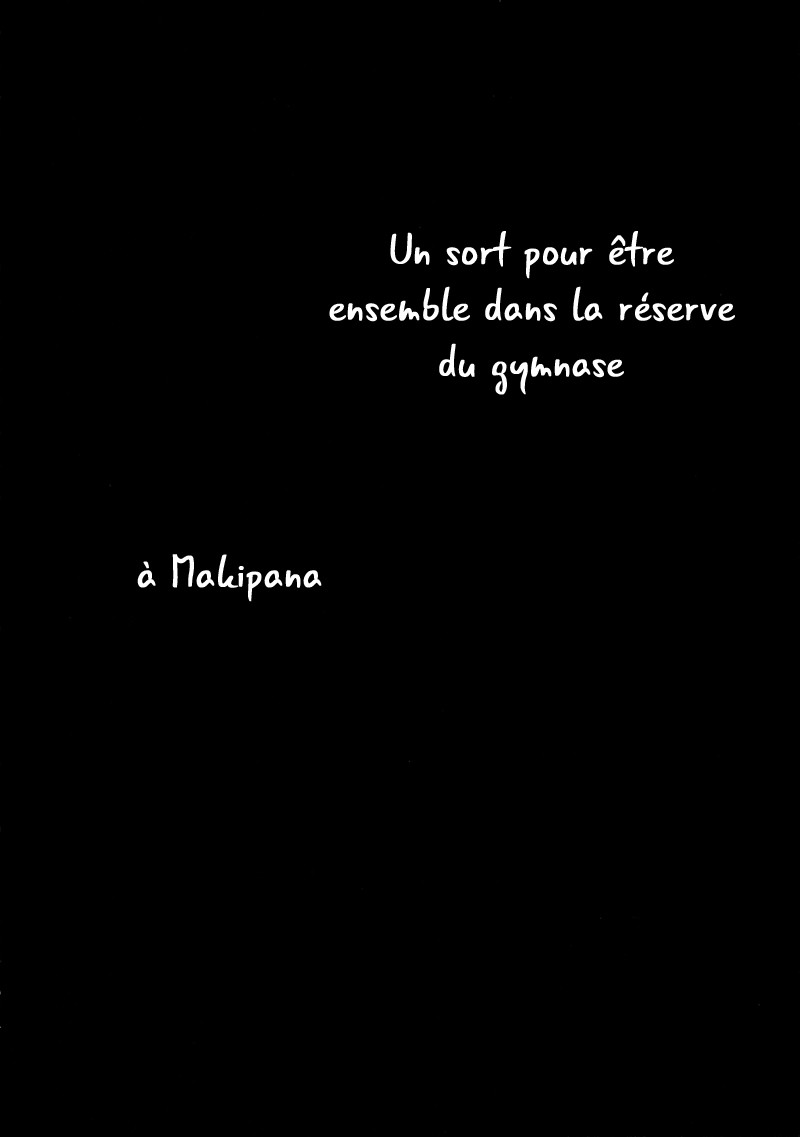 Un sort pour être
ensemble dans la réserve
du gymnase
à Makipana